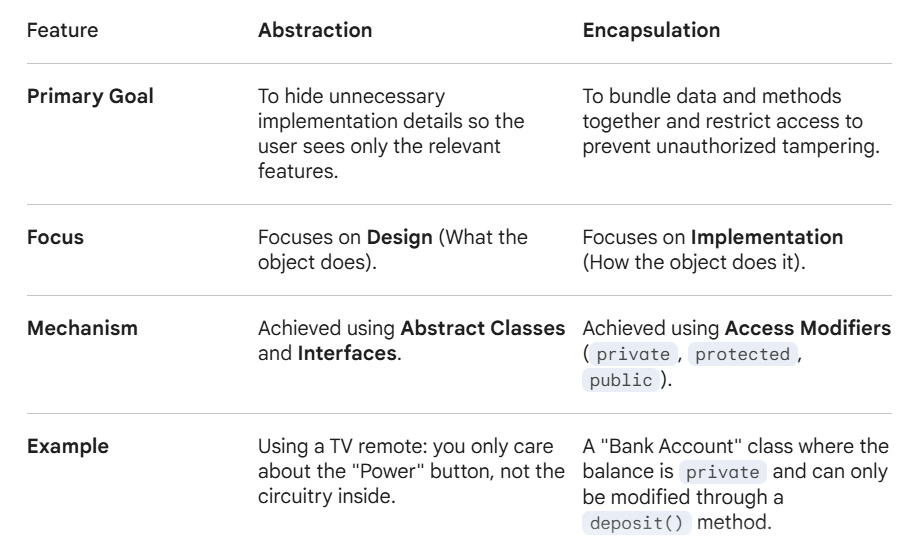 Feature Abstraction Encapsulation
Primary Goal
To hide unnecessary
implementation details so the
user sees only the relevant
features.
To bundle data and methods
together and restrict access to
prevent unauthorized tampering.
Focus
Focuses on Design (What the
object does).
Focuses on Implementation
(How the object does it).
Mechanism
Achieved using Abstract Classes
and Interfaces.
Achieved using Access Modifiers
( private , protected ,
public ).
Example
Using a TV remote: you only care
about the "Power" button, not the
circuitry inside.
A "Bank Account" class where the
balance is private and can only
be modified through a
deposit() method.